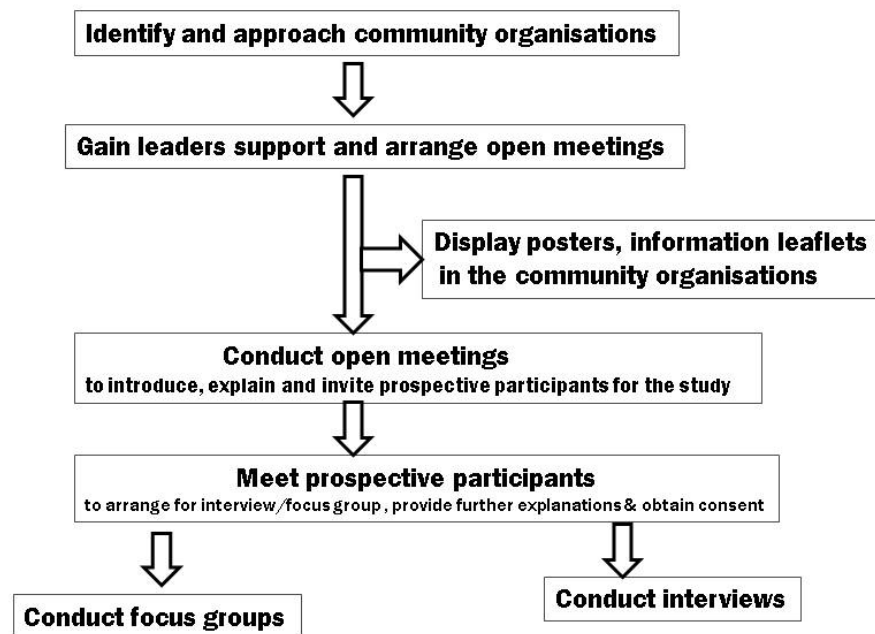 Identify and approach community organisations
Gain leaders support and arrange open meetings
Display posters, information leaflets
in the community organisations
Conduct open meetings
to introduce, explain and invite prospective participants for the study
Meet prospective participants
to arrange for interview/focus group , provide further explanations & obtain consent
Conduct focus groups
Conduct interviews